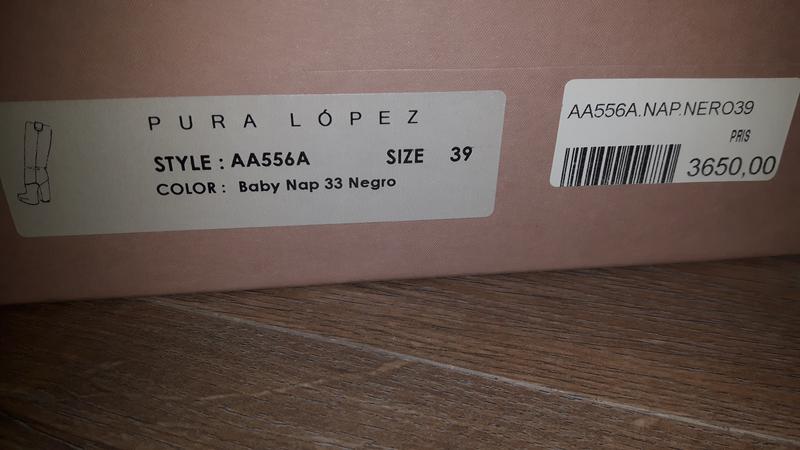 PURA LÓPEZ
STYLE : AA556A SIZE 39
COLOR : Baby Nap 33 Negro
AA556A.NAP.NERO39
PRIS
3650,00